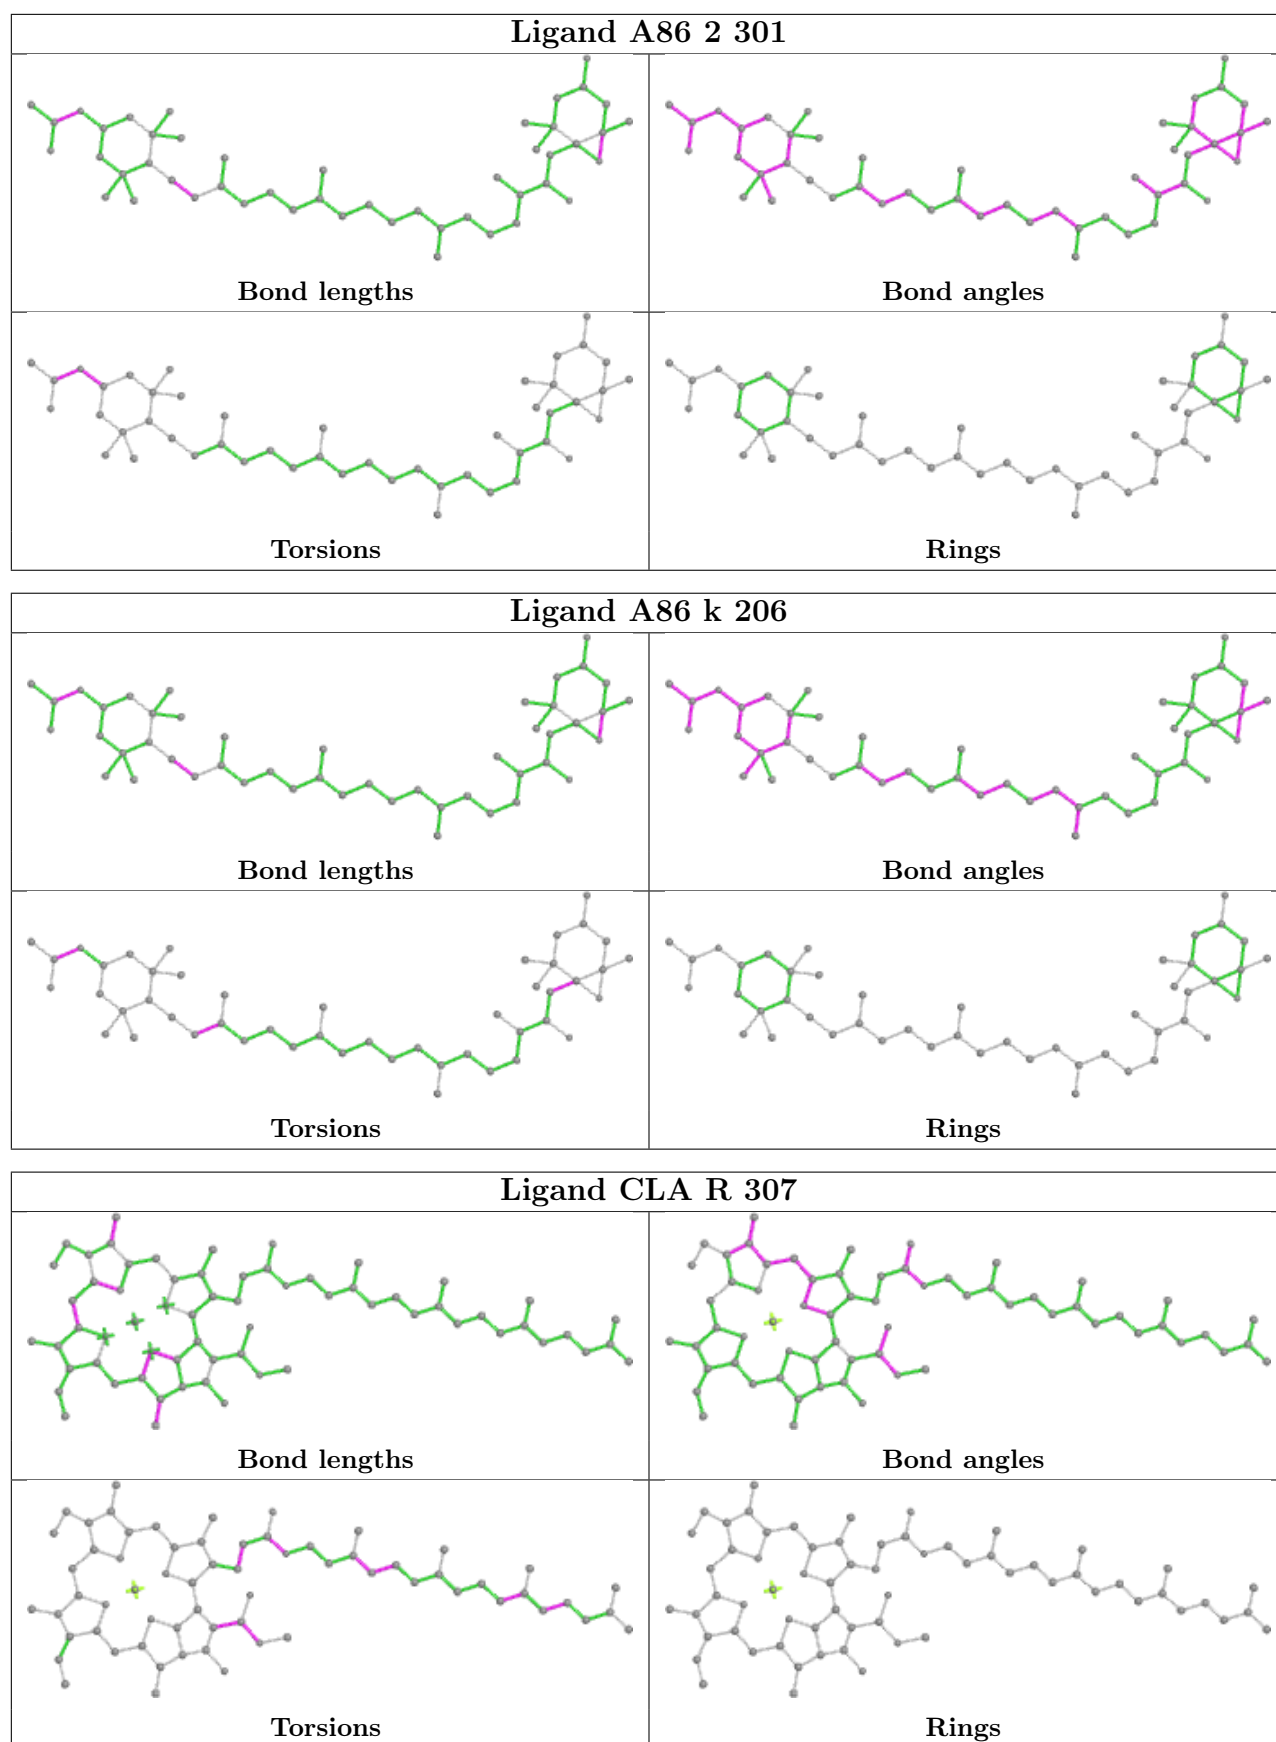 Ligand A86 2 301
Bond lengths
Bond angles
Torsions
Rings
Ligand A86 k 206
Bond lengths
Bond angles
Torsions
Rings
Ligand CLA R 307
Bond lengths
Bond angles
Torsions
Rings